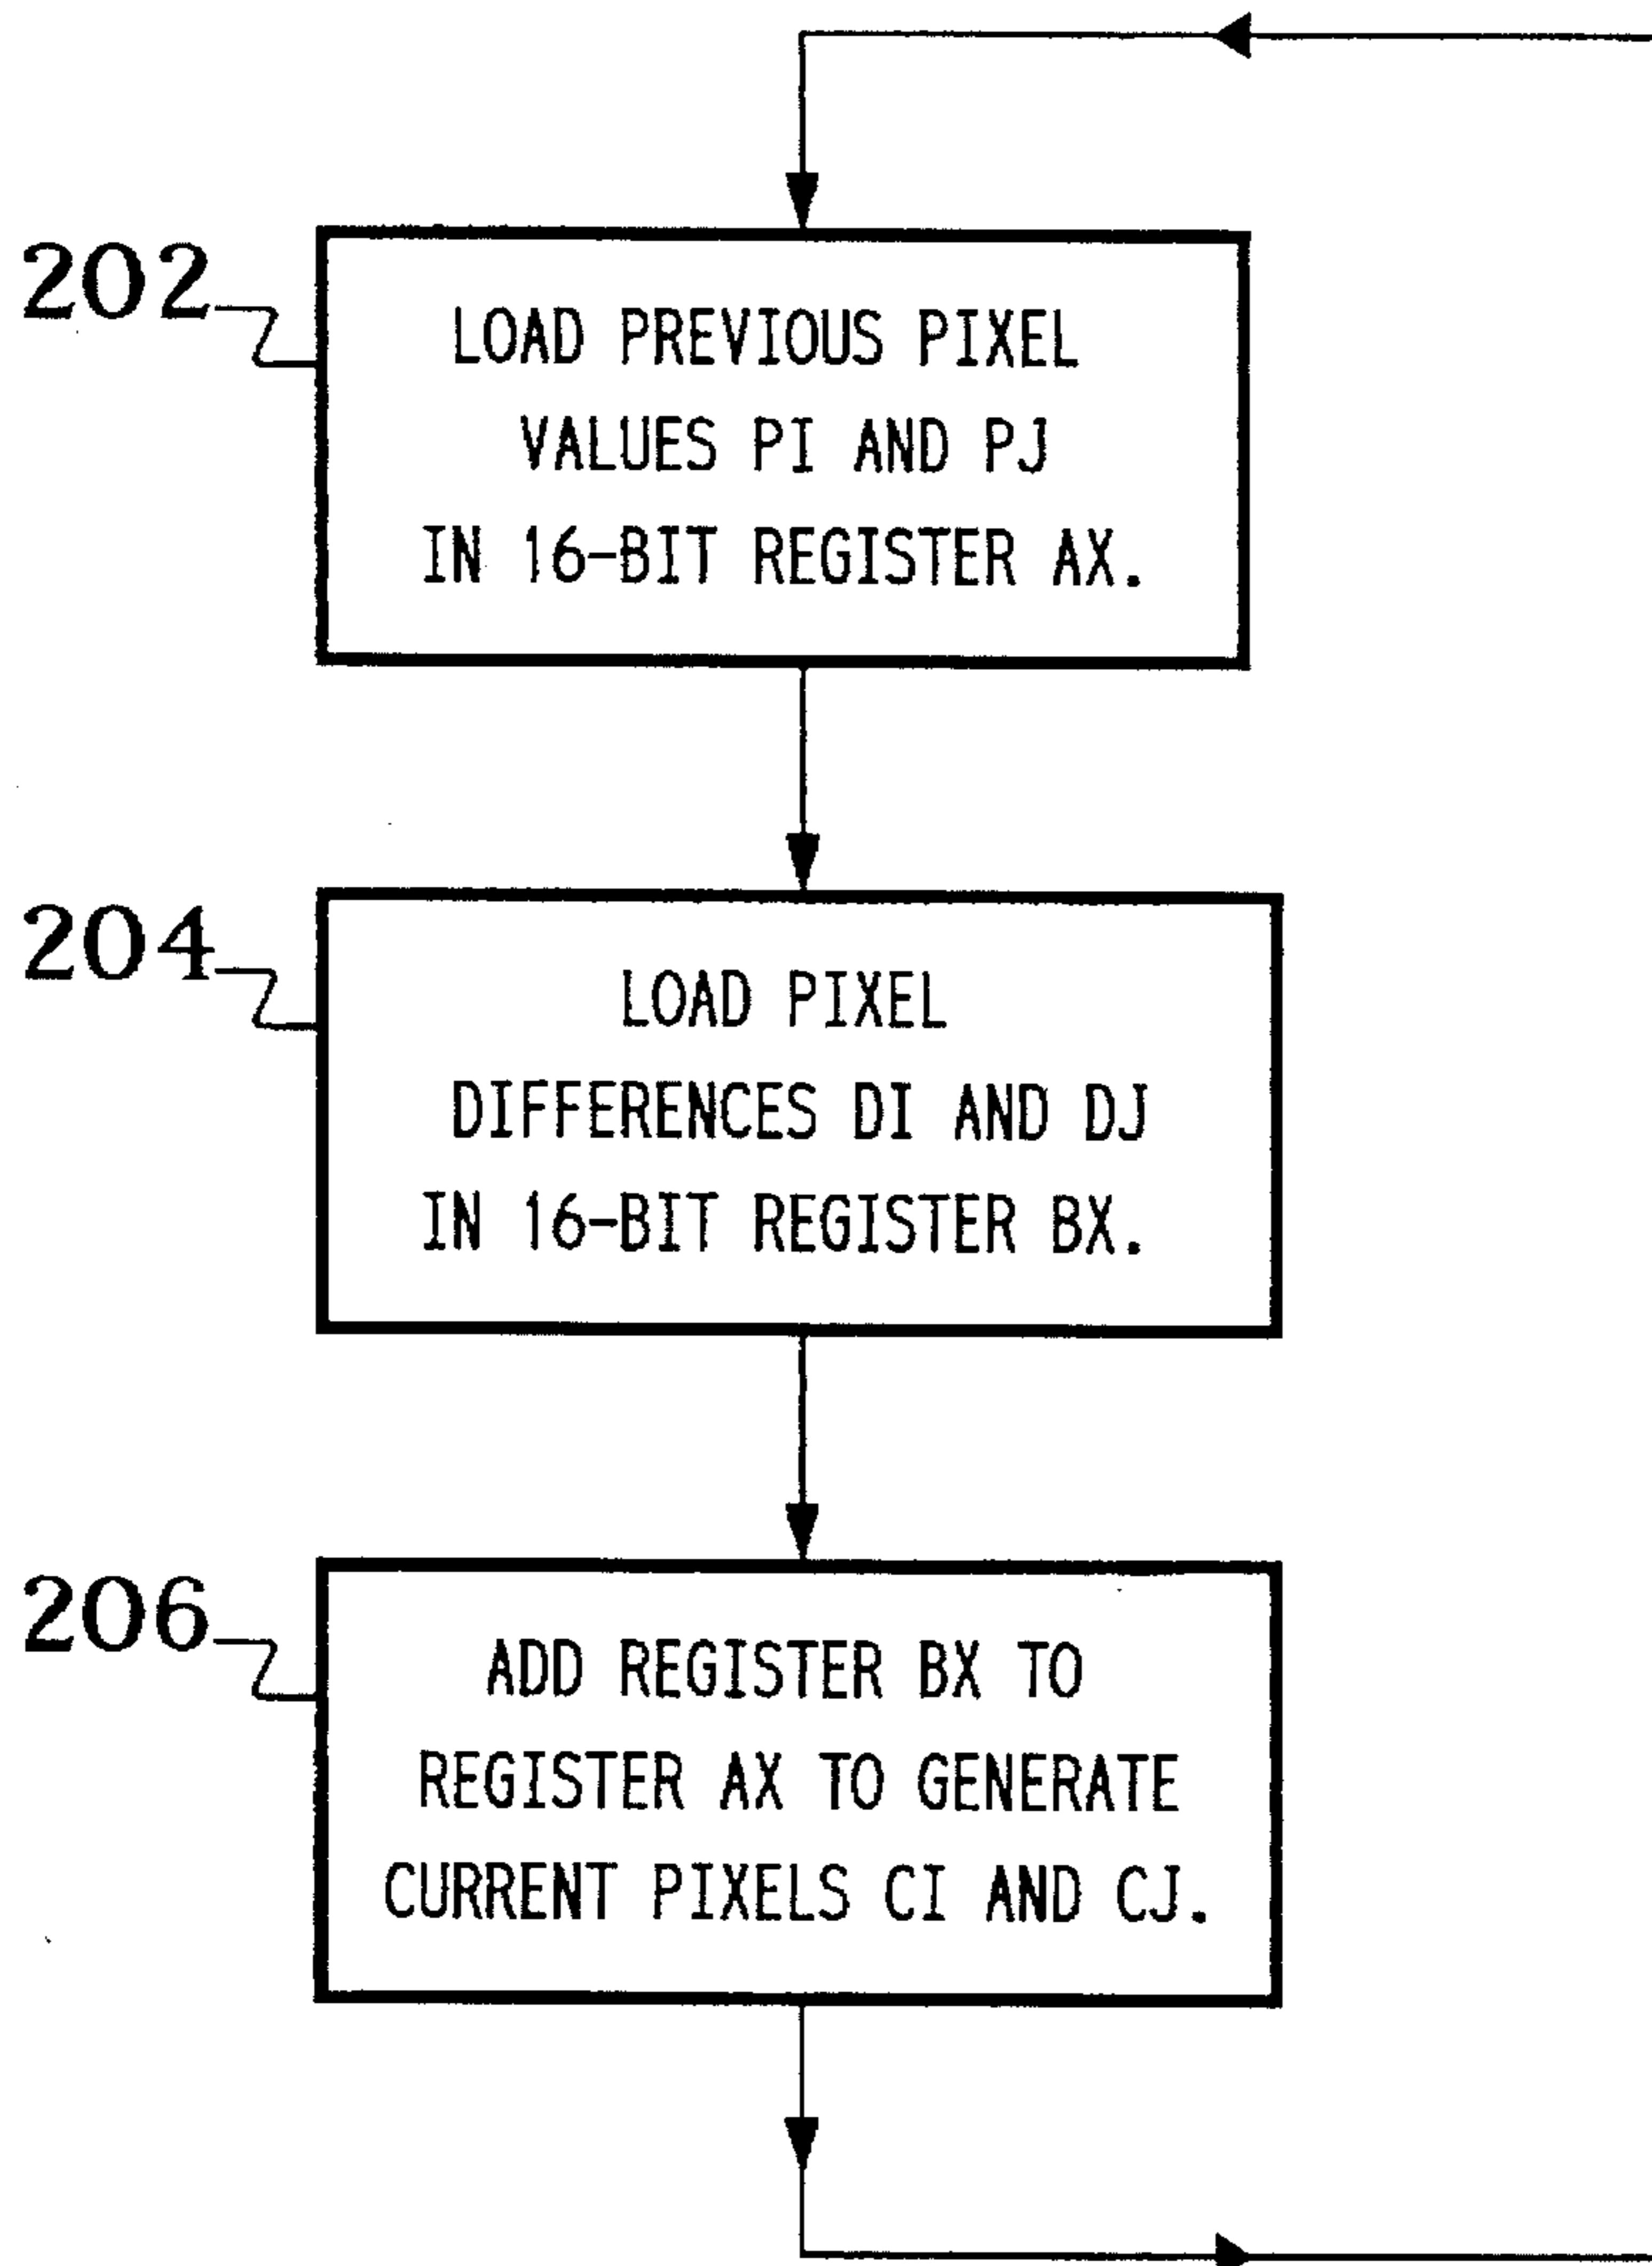 202
LOAD PREVIOUS PIXEL
VALUES PI AND PJ
IN 16-BIT REGISTER AX.
204
LOAD PIXEL
DIFFERENCES DI AND DJ
IN 16-BIT REGISTER BX.
206
ADD REGISTER BX TO
REGISTER AX TO GENERATE
CURRENT PIXELS CI AND CJ.